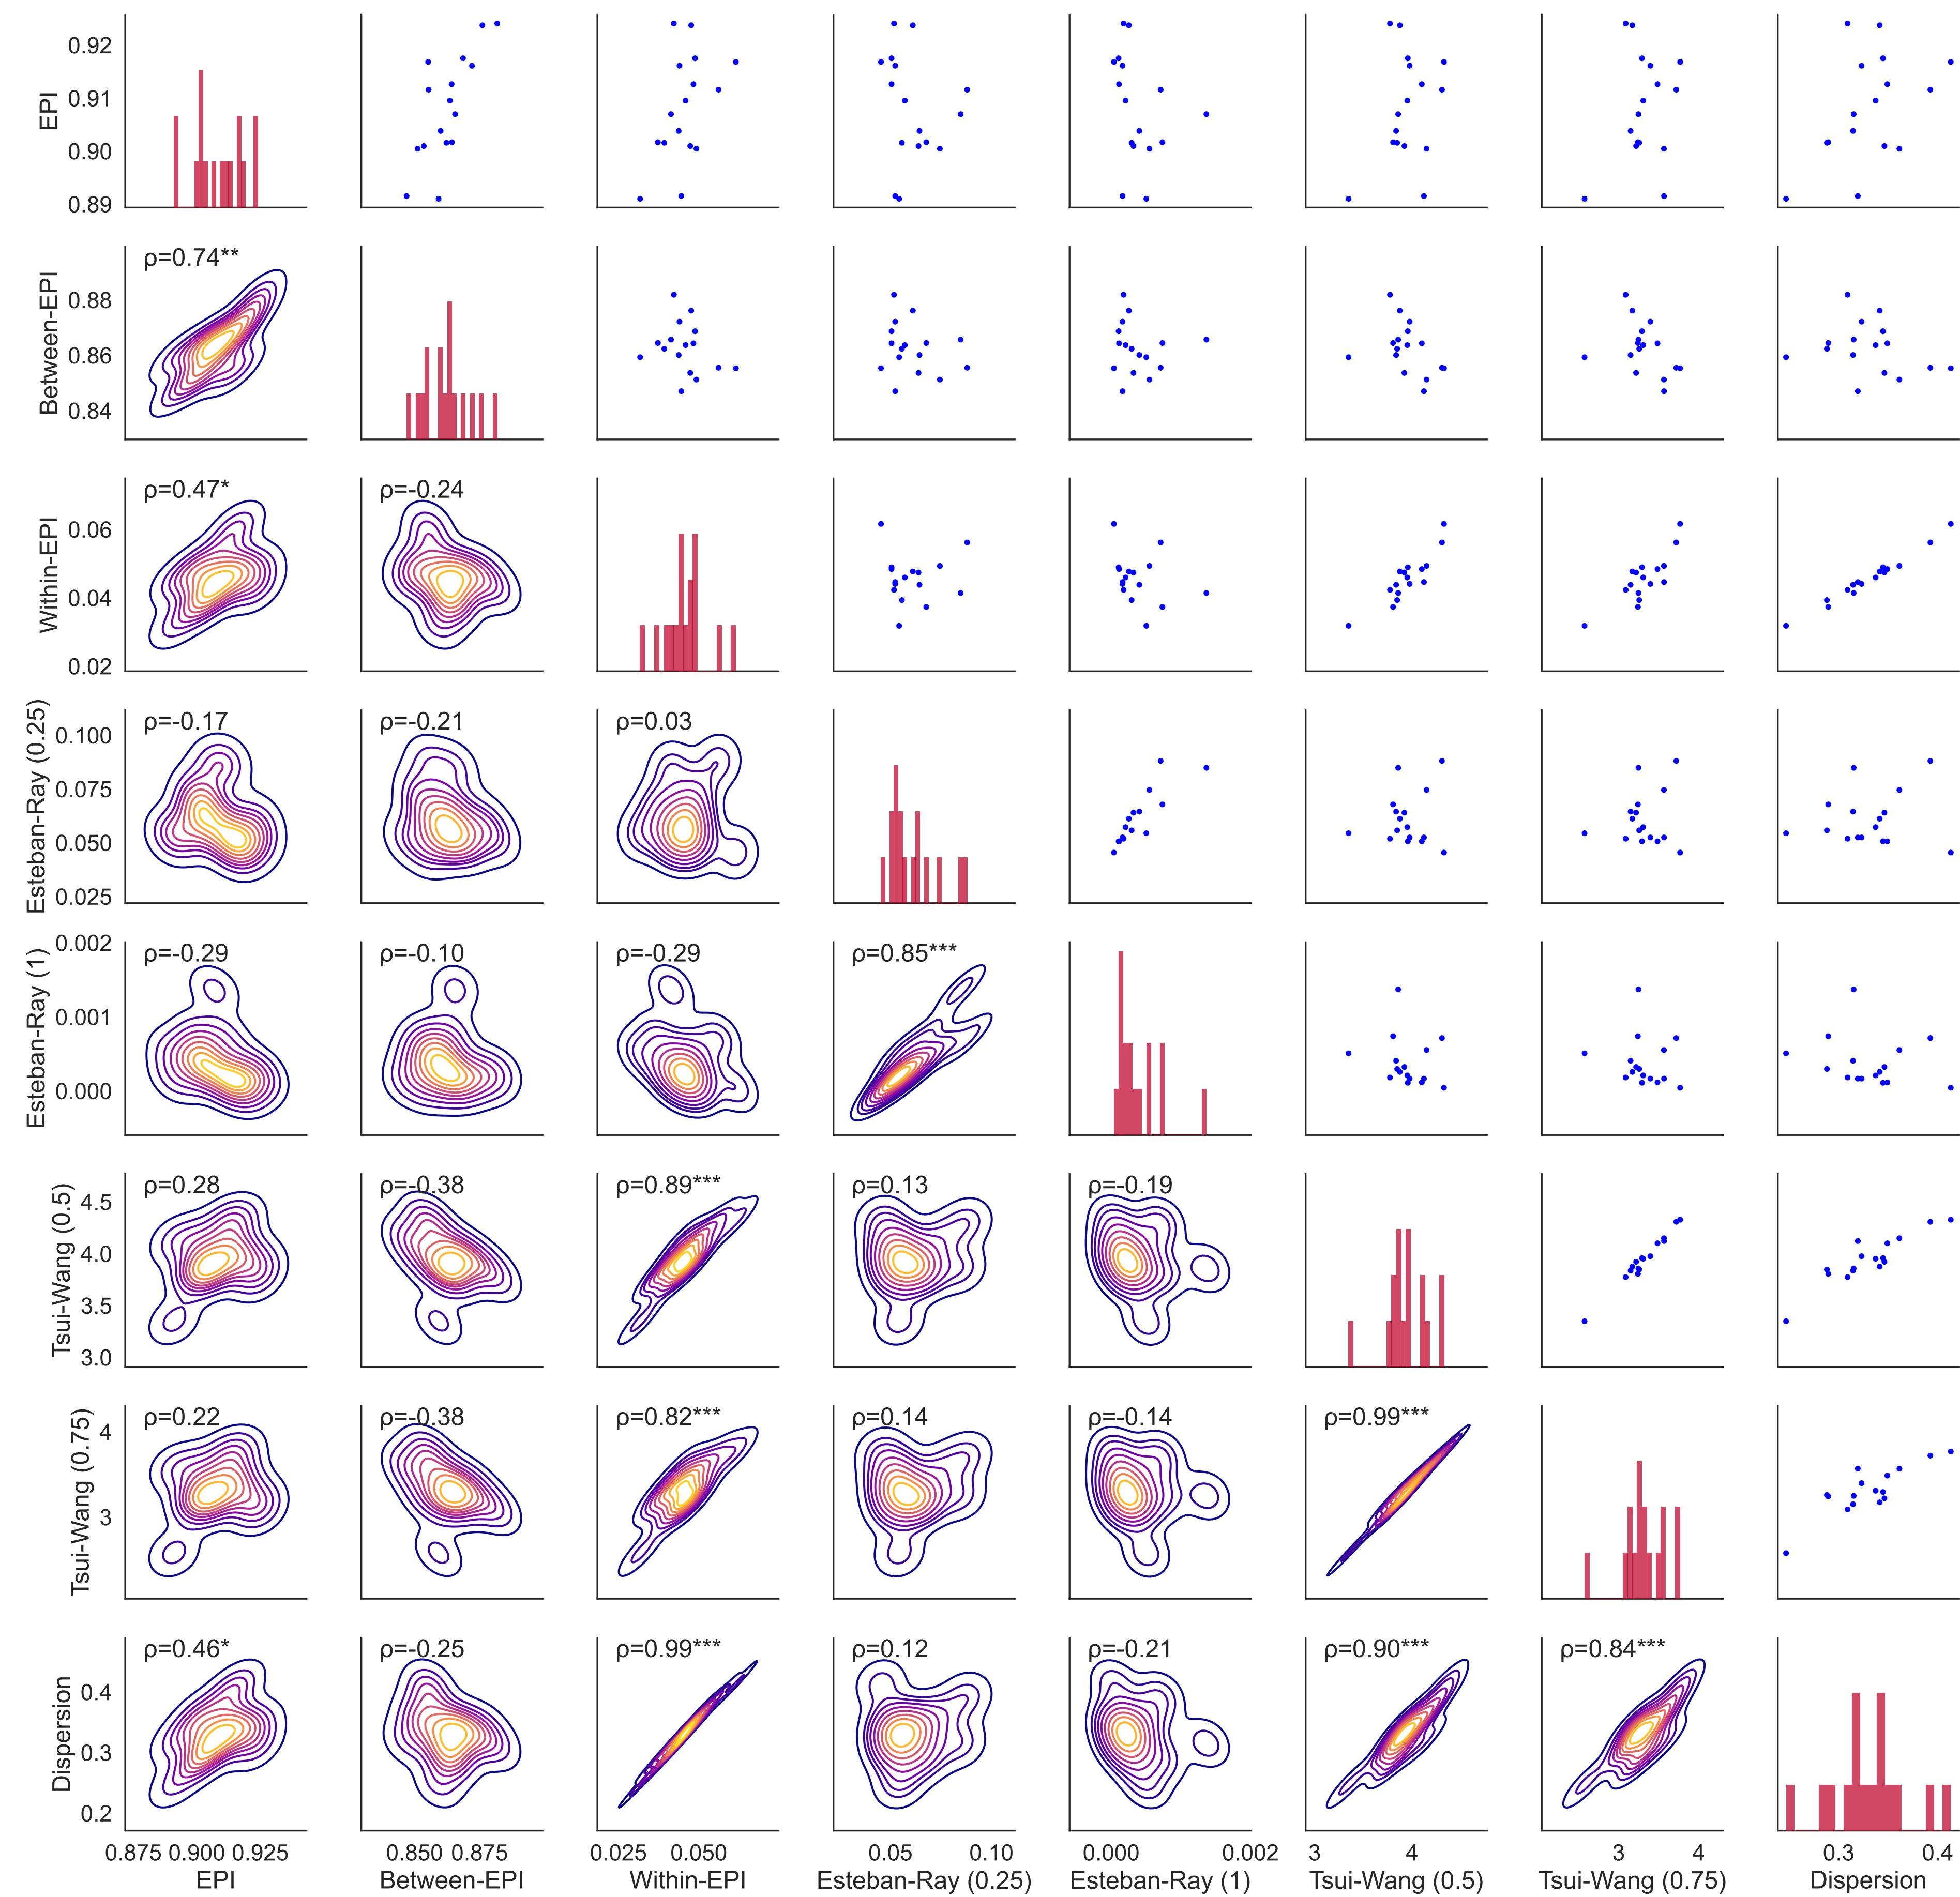 0.92
0.91
0.90
0.89
EPI
ρ=0.74**
0.88
0.86
0.84
Between-EPI
ρ=0.47*
ρ=-0.24
0.06
0.04
0.02
Within-EPI
ρ=-0.17
ρ=-0.21
ρ=0.03
0.100
0.075
0.050
0.025
Esteban-Ray (0.25)
ρ=-0.29
ρ=-0.10
ρ=-0.29
ρ=0.85***
0.002
0.001
0.000
Esteban-Ray (1)
ρ=0.28
ρ=-0.38
ρ=0.89***
ρ=0.13
ρ=-0.19
4.5
4.0
3.5
3.0
Tsui-Wang (0.5)
ρ=0.22
ρ=-0.38
ρ=0.82***
ρ=0.14
ρ=-0.14
ρ=0.99***
4
3
Tsui-Wang (0.75)
ρ=0.46*
ρ=-0.25
ρ=0.99***
ρ=0.12
ρ=-0.21
ρ=0.90***
ρ=0.84***
0.4
0.3
0.2
Dispersion
0.875 0.900 0.925
0.850 0.875
0.025 0.050
0.05 0.10
0.000 0.002
3 4
3 4
0.3 0.4
EPI
Between-EPI
Within-EPI
Esteban-Ray (0.25)
Esteban-Ray (1)
Tsui-Wang (0.5)
Tsui-Wang (0.75)
Dispersion